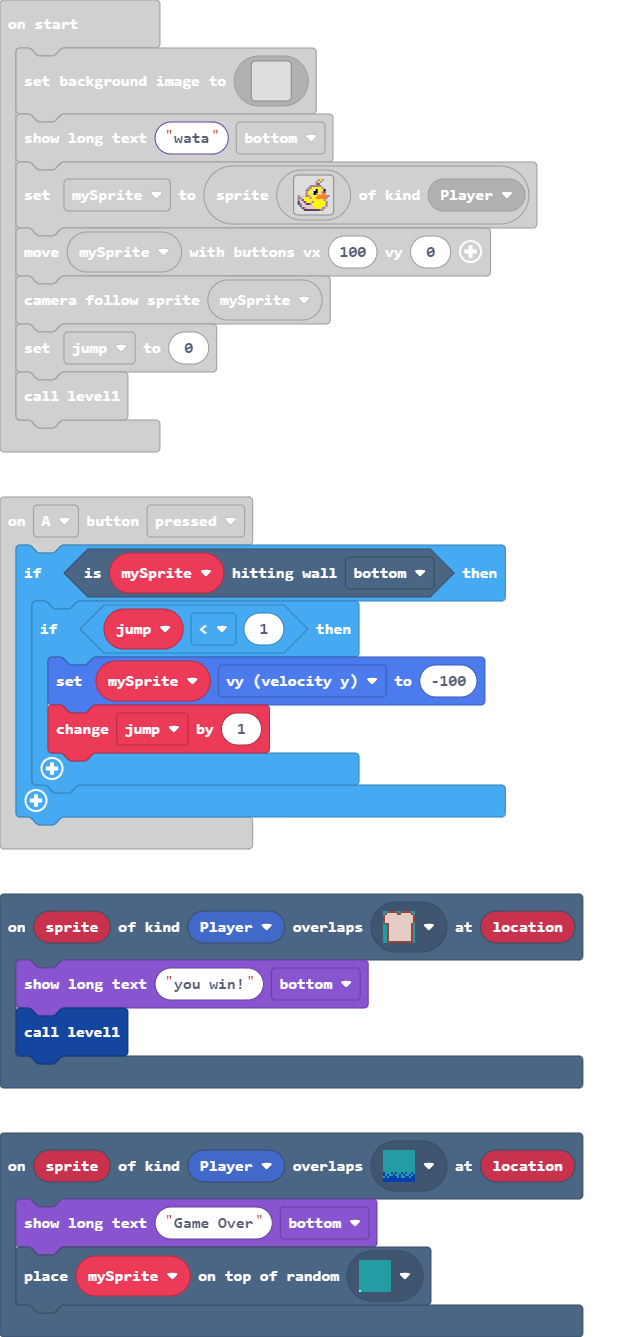 on start
set background image to
show long text "wata" bottom
set mySprite to sprite of kind Player
move mySprite with buttons vx 100 vy 0
camera follow sprite mySprite
set jump to 0
call level1
on A button pressed
if is mySprite hitting wall bottom then
if jump < 1 then
set mySprite vy (velocity y) to -100
change jump by 1
on sprite of kind Player overlaps at location
show long text "you win!" bottom
call level1
on sprite of kind Player overlaps at location
show long text "Game Over" bottom
place mySprite on top of random